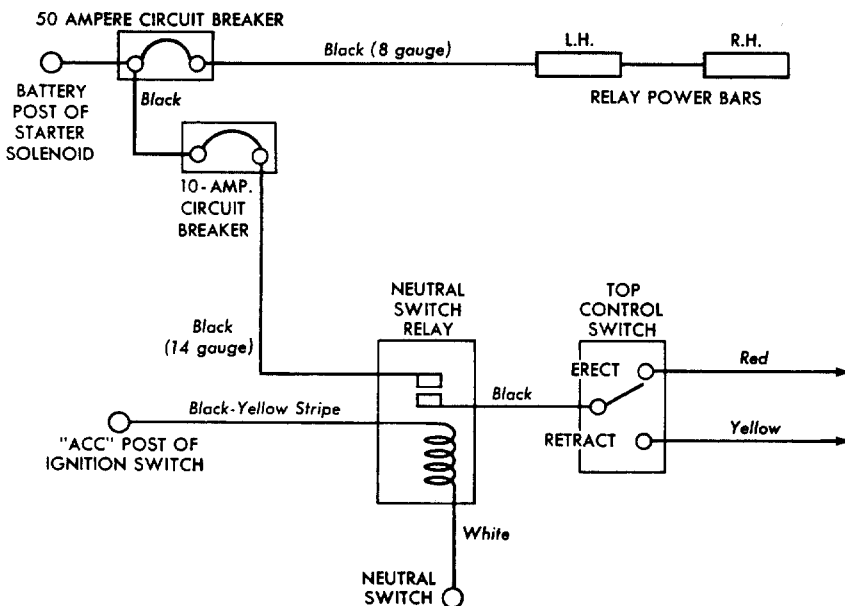 50 AMPERE CIRCUIT BREAKER
Black (8 gauge)
L.H.
R.H.
BATTERY
POST OF
STARTER
SOLENOID
Black
RELAY POWER BARS
10-AMP.
CIRCUIT
BREAKER
NEUTRAL
SWITCH
RELAY
TOP
CONTROL
SWITCH
Black
(14 gauge)
ERECT
Red
Black
Black-Yellow Stripe
"ACC" POST OF
IGNITION SWITCH
RETRACT
Yellow
White
NEUTRAL
SWITCH